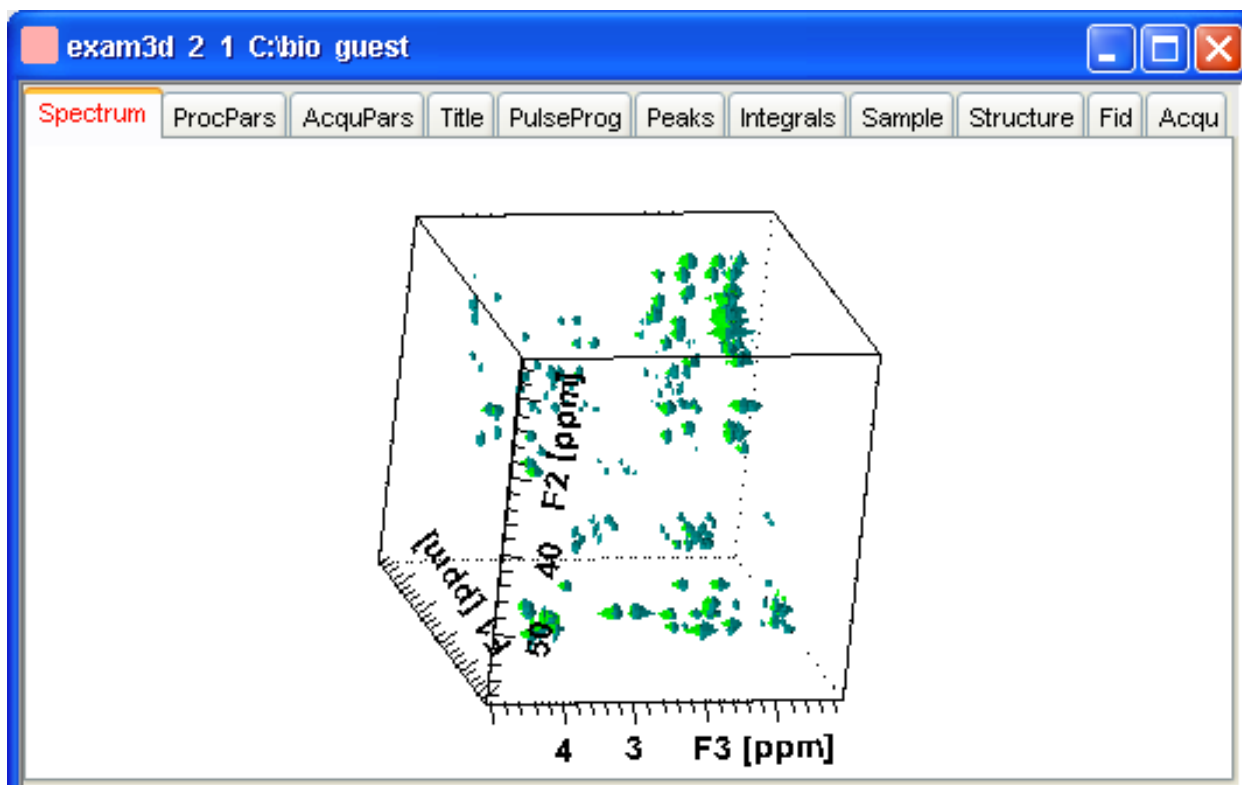 exam3d 2 1 C:\bio guest
Spectrum ProcPars AcquPars Title PulseProg Peaks Integrals Sample Structure Fid Acqu
F2 [ppm]
40
F1 [ppm]
50
4 3 F3 [ppm]